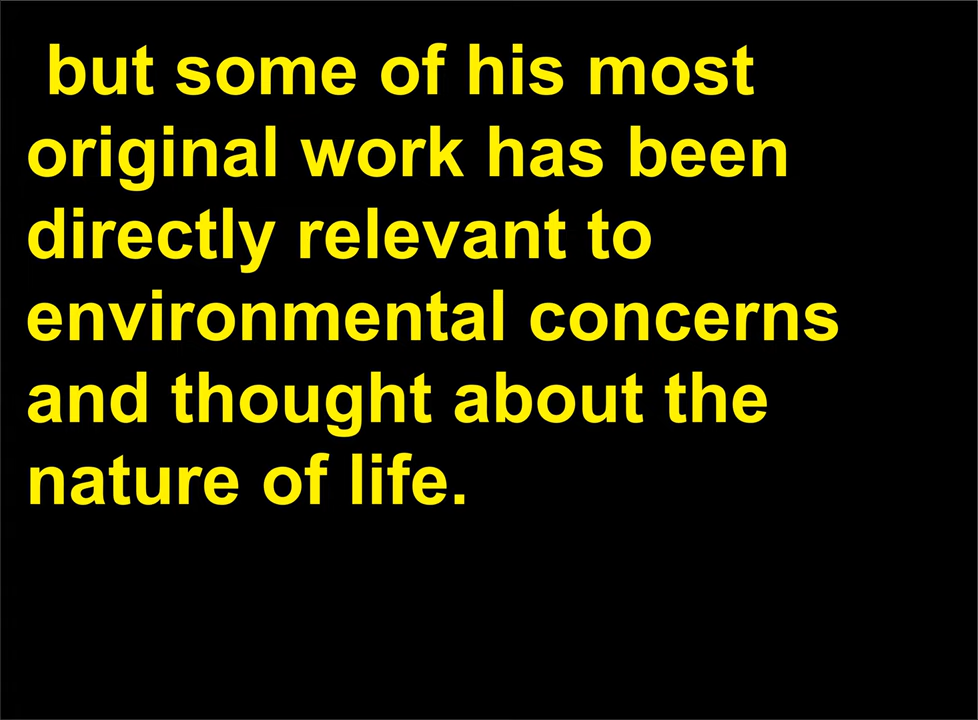 but some of his most
original work has been
directly relevant to
environmental concerns
and thought about the
nature of life.